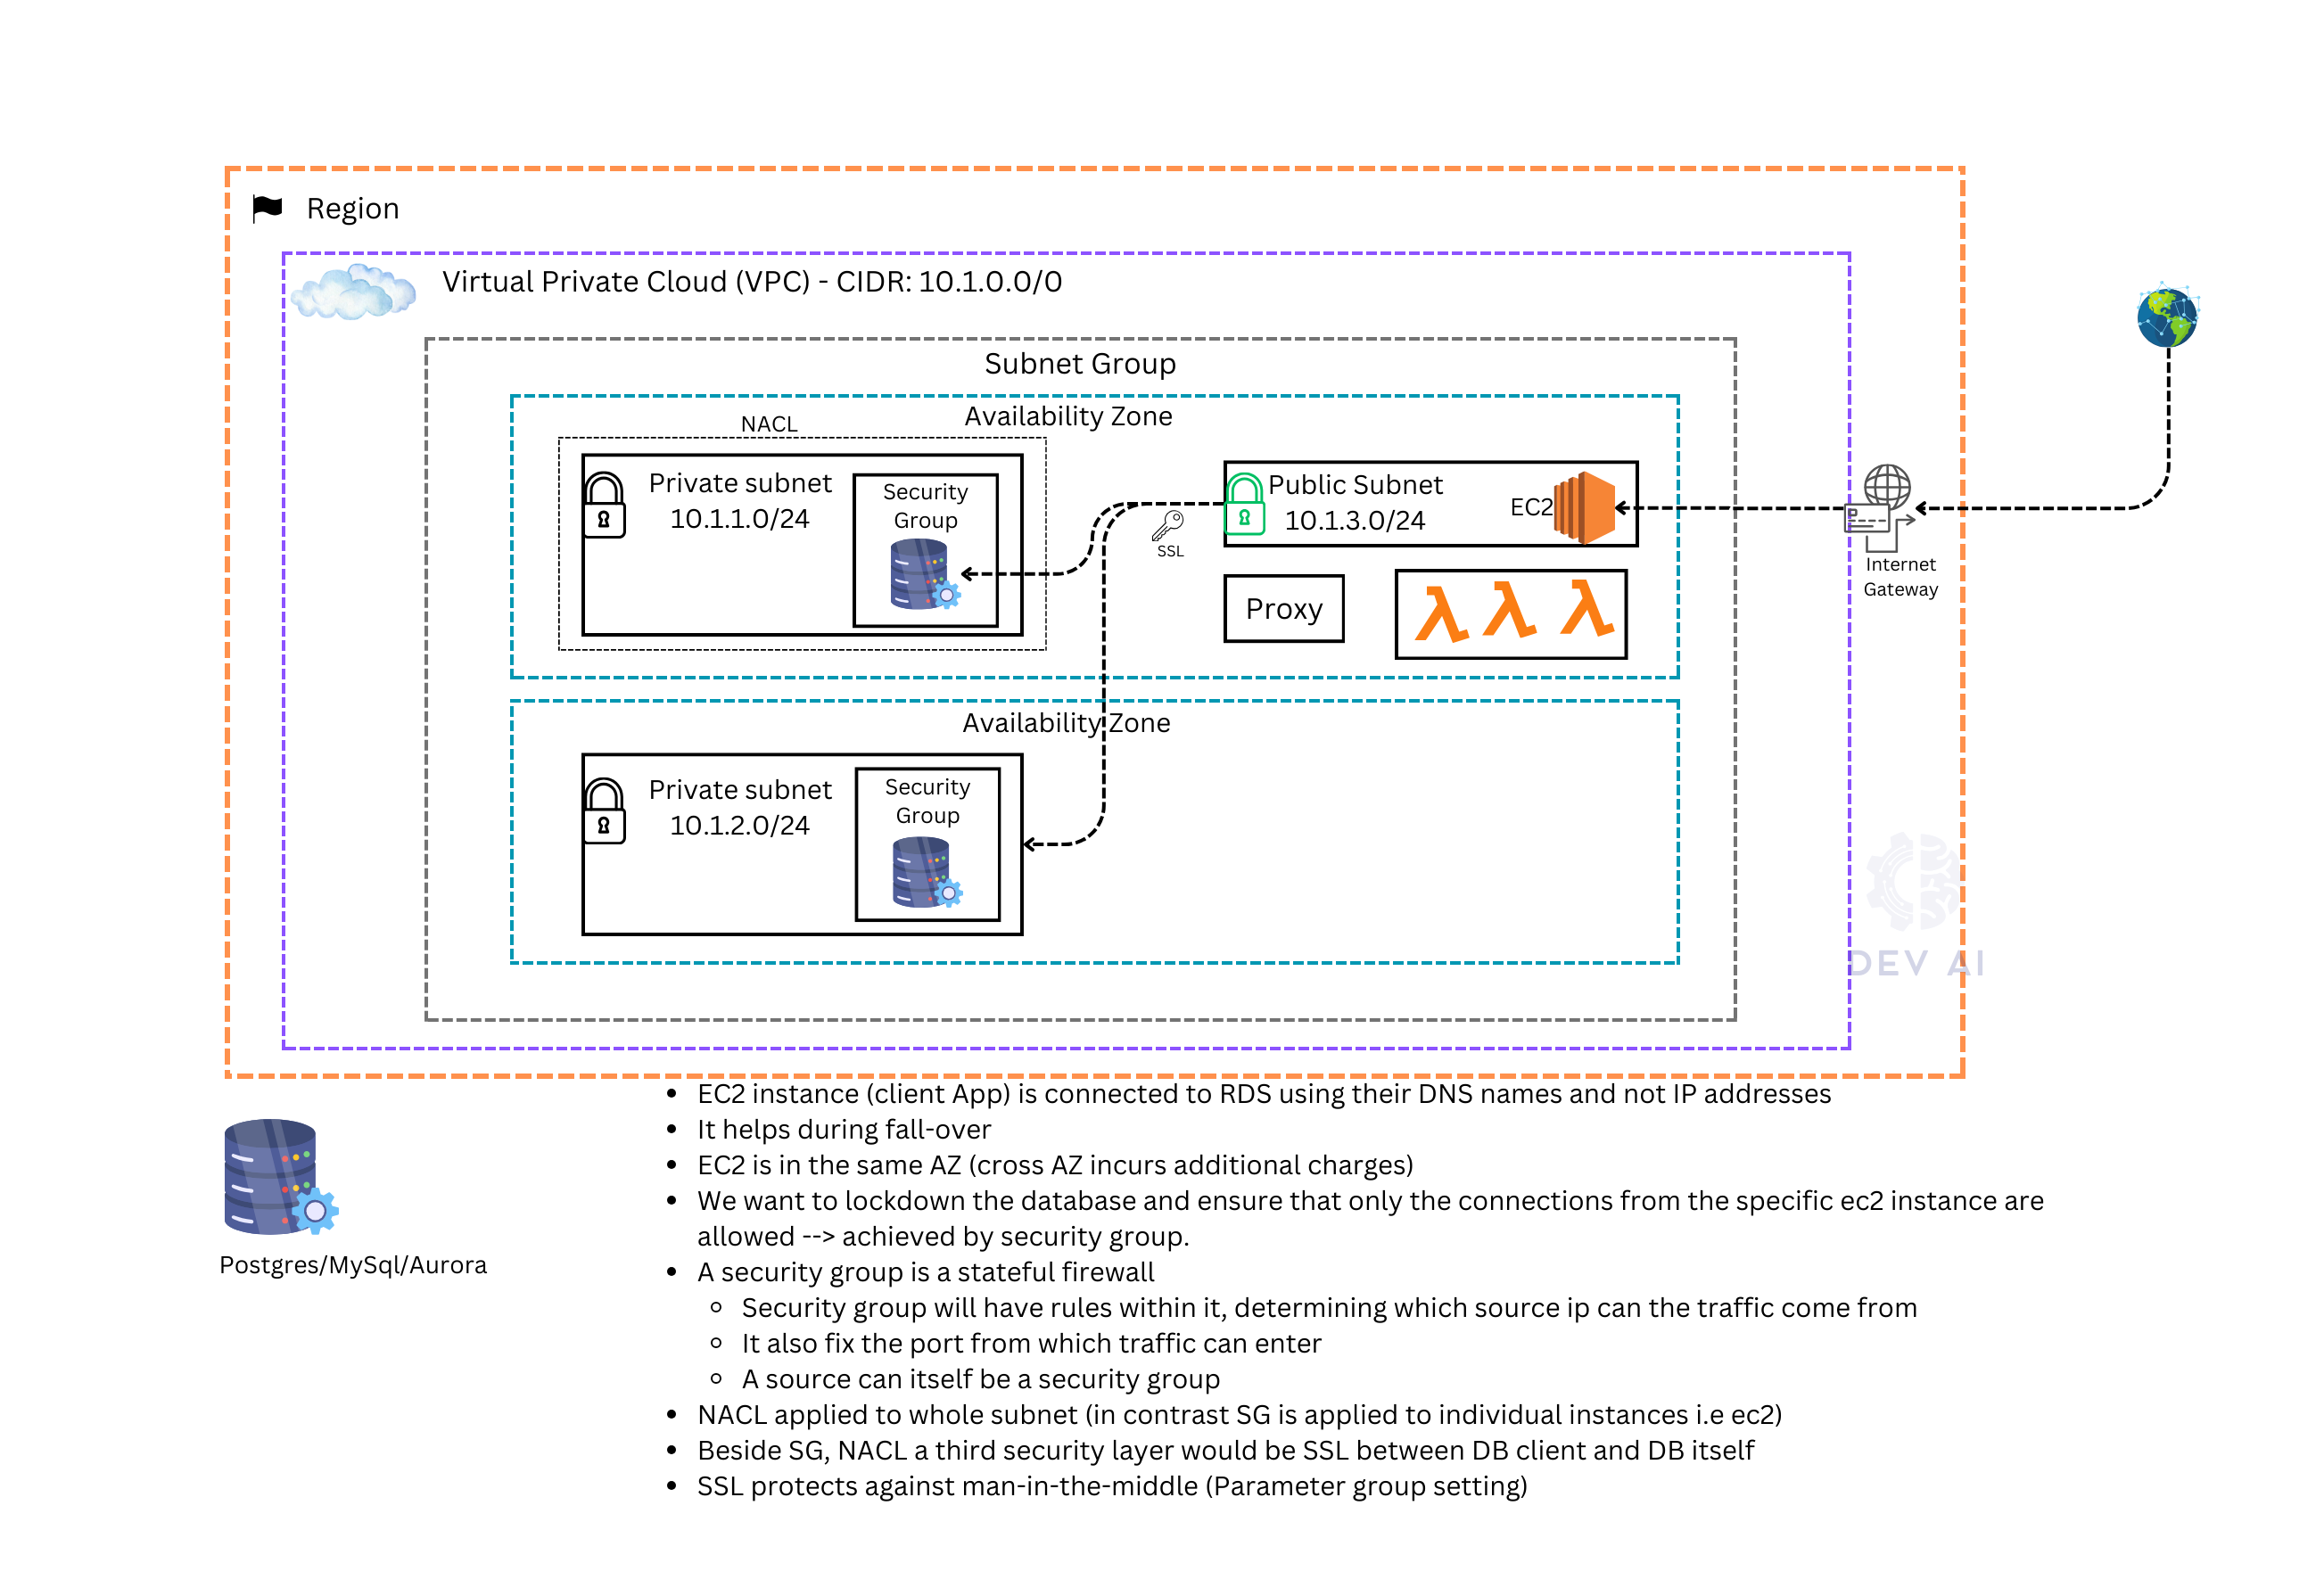 Region
Virtual Private Cloud (VPC) - CIDR: 10.1.0.0/0
Subnet Group
Availability Zone
NACL
Private subnet
10.1.1.0/24
Security
Group
SSL
Public Subnet
10.1.3.0/24
EC2
Proxy
Internet
Gateway
Availability Zone
Private subnet
10.1.2.0/24
Security
Group
DEV AI
Postgres/MySql/Aurora
• EC2 instance (client App) is connected to RDS using their DNS names and not IP addresses
• It helps during fall-over
• EC2 is in the same AZ (cross AZ incurs additional charges)
• We want to lockdown the database and ensure that only the connections from the specific ec2 instance are
allowed --> achieved by security group.
• A security group is a stateful firewall
◦ Security group will have rules within it, determining which source ip can the traffic come from
◦ It also fix the port from which traffic can enter
◦ A source can itself be a security group
• NACL applied to whole subnet (in contrast SG is applied to individual instances i.e ec2)
• Beside SG, NACL a third security layer would be SSL between DB client and DB itself
• SSL protects against man-in-the-middle (Parameter group setting)